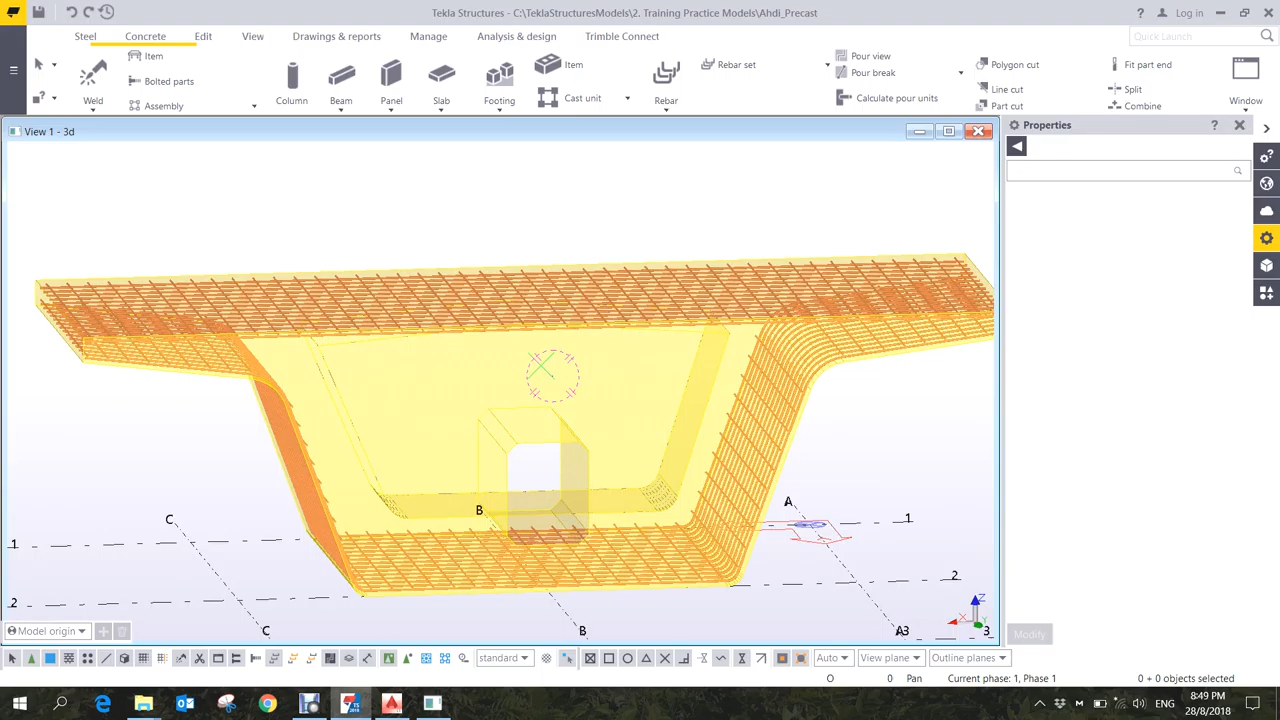 Tekla Structures - C:\TeklaStructuresModels\2. Training Practice Models\Ahdi_Precast
Log in
Steel Concrete Edit View Drawings & reports Manage Analysis & design Trimble Connect
Quick Launch
Weld
Item
Bolted parts
Assembly
Column
Beam
Panel
Slab
Footing
Item
Cast unit
Rebar
Rebar set
Pour view
Pour break
Calculate pour units
Polygon cut
Line cut
Part cut
Fit part end
Split
Combine
Window
View 1 - 3d
Properties
C
B
A
1
1
2
2
C
B
A3
3
Z
X
Y
Model origin
Modify
standard
Auto
View plane
Outline planes
O 0 Pan Current phase: 1, Phase 1 0 + 0 objects selected
ENG
8:49 PM
28/8/2018